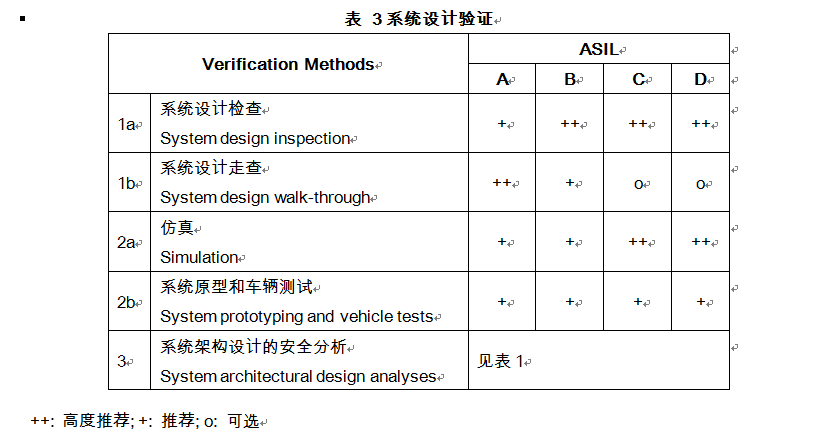 表 3 系统设计验证
Verification Methods
ASIL
A B C D
1a
系统设计检查
System design inspection
+ ++ ++ ++
1b
系统设计走查
System design walk-through
++ + o o
2a
仿真
Simulation
+ + ++ ++
2b
系统原型和车辆测试
System prototyping and vehicle tests
+ + + +
3
系统架构设计的安全分析
System architectural design analyses
见表 1
++: 高度推荐; +: 推荐; o: 可选